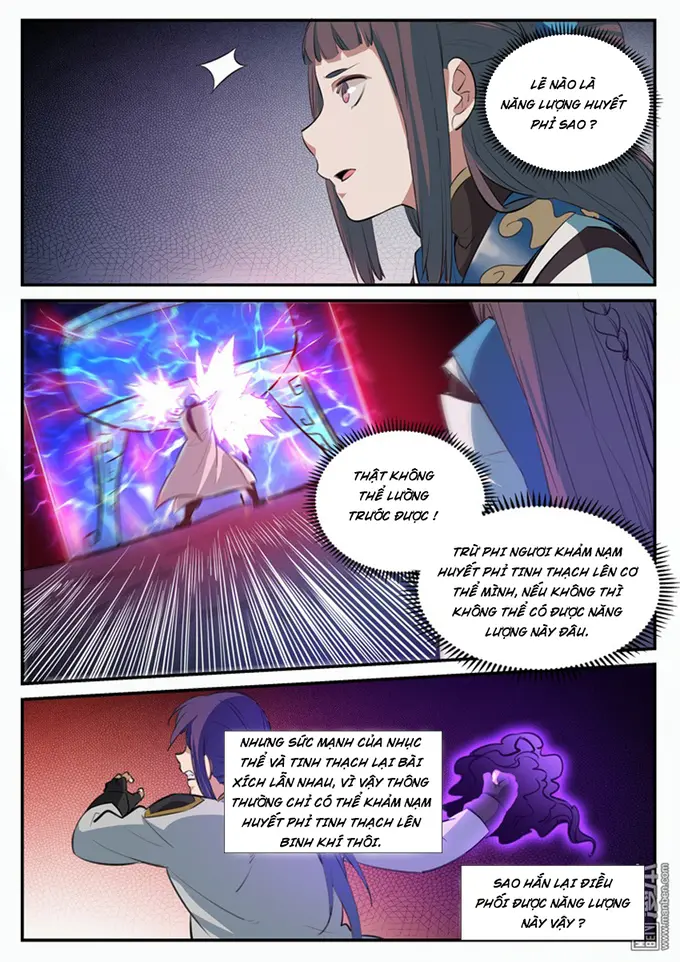 LẼ NÀO LÀ
NĂNG LƯỢNG HUYẾT
PHỈ SAO ?
THẬT KHÔNG
THỂ LƯỜNG
TRƯỚC ĐƯỢC !
TRỪ PHI NGƯƠI KHẢM NẠM
HUYẾT PHỈ TINH THẠCH LÊN CƠ
THỂ MÌNH, NẾU KHÔNG THÌ
KHÔNG THỂ CÓ ĐƯỢC NĂNG
LƯỢNG NÀY ĐÂU.
NHƯNG SỨC MẠNH CỦA NHỤC
THỂ VÀ TINH THẠCH LẠI BÀI
XÍCH LẪN NHAU, VÌ VẬY THÔNG
THƯỜNG CHỈ CÓ THỂ KHẢM NẠM
HUYẾT PHỈ TINH THẠCH LÊN
BINH KHÍ THÔI.
SAO HẮN LẠI ĐIỀU
PHỐI ĐƯỢC NĂNG LƯỢNG
NÀY VẬY ?
www.manben.com